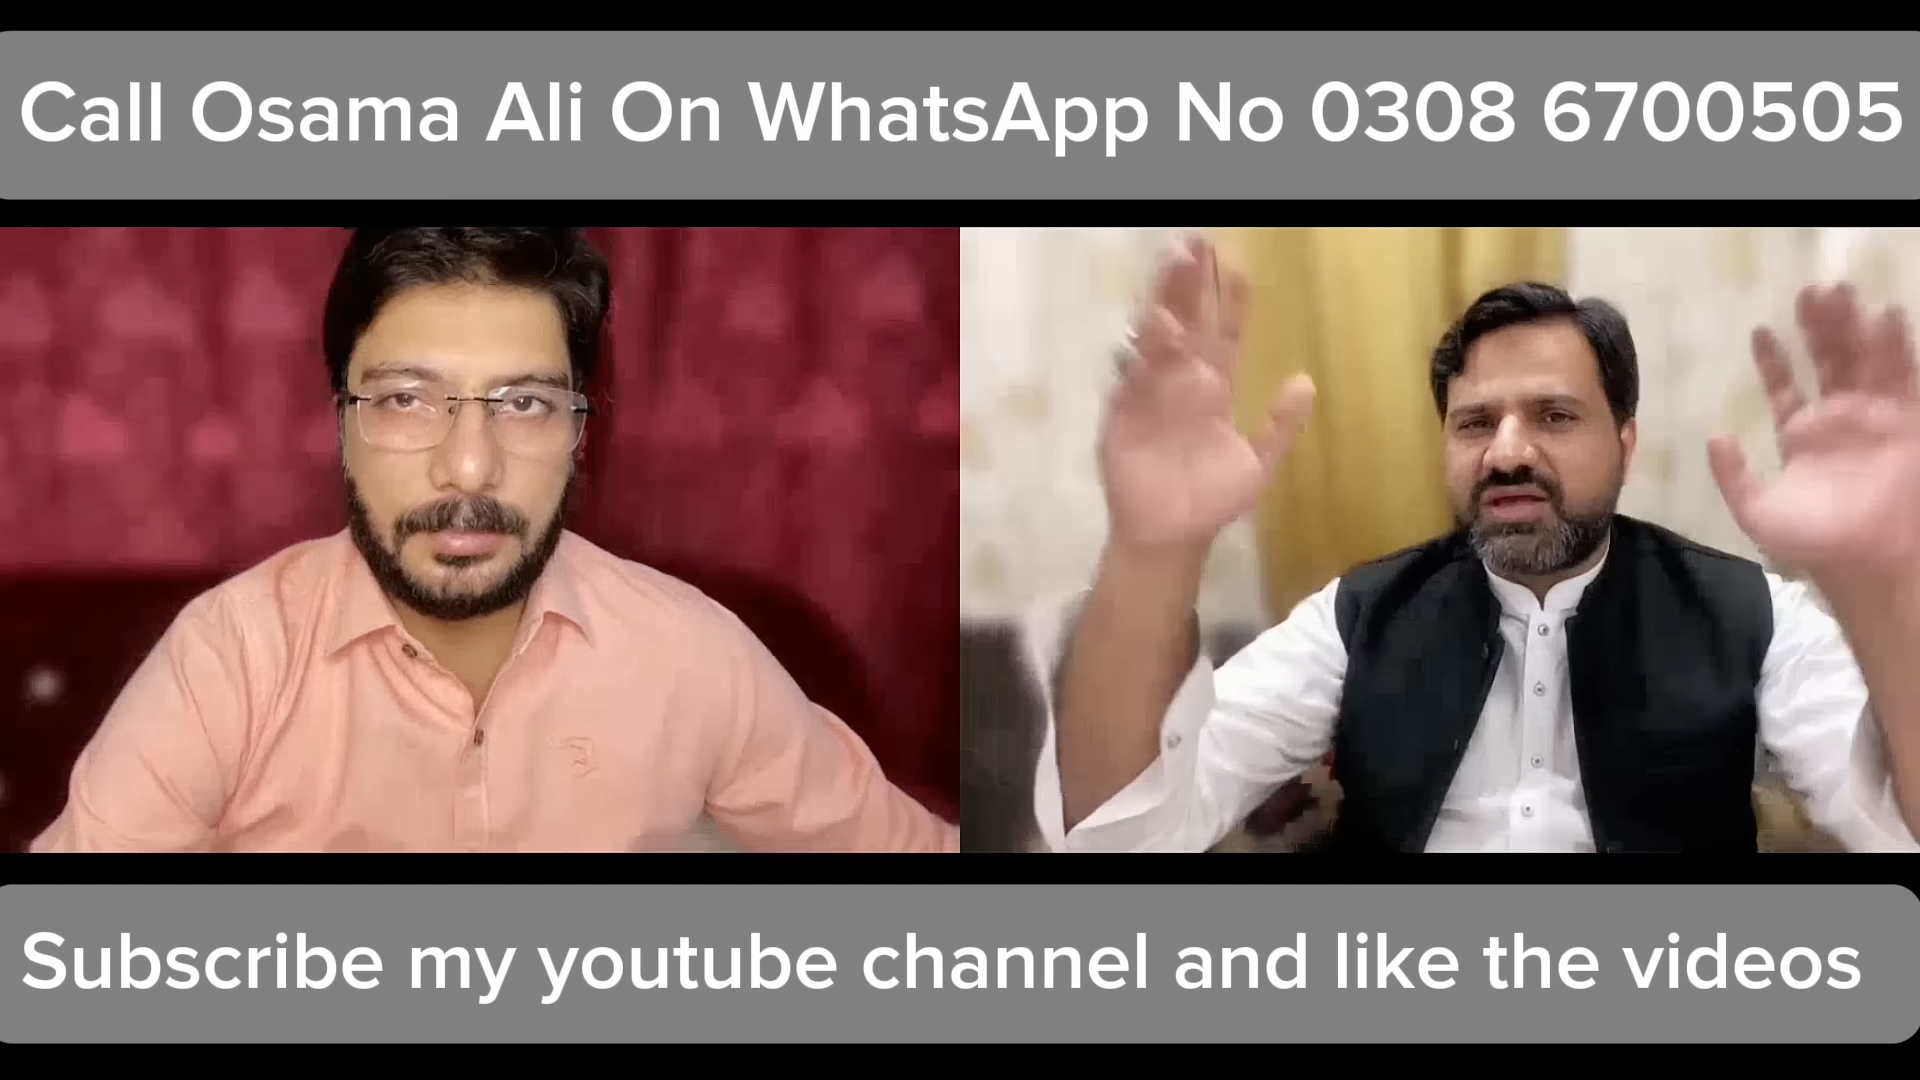 Call Osama Ali On WhatsApp No 0308 6700505
Subscribe my youtube channel and like the videos